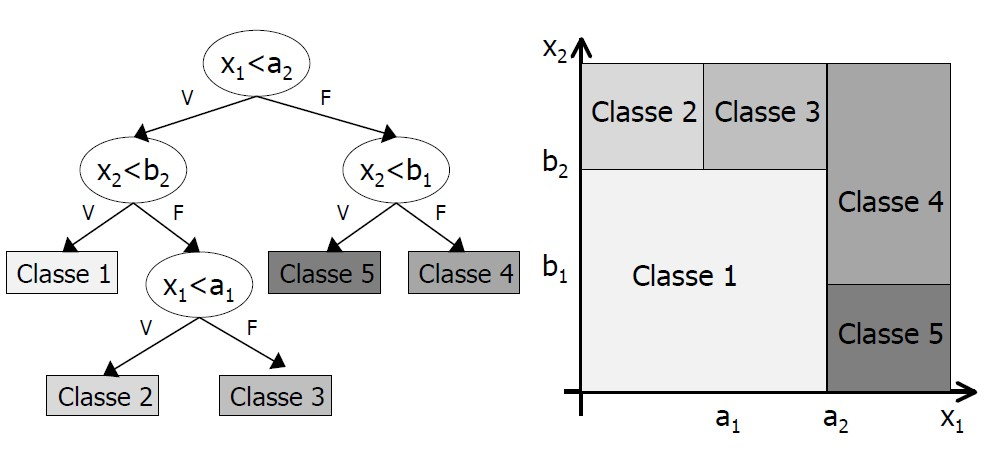 x₁<a₂
V
F
x₂<b₂
x₂<b₁
V
F
V
F
Classe 1
x₁<a₁
Classe 5
Classe 4
V
F
Classe 2
Classe 3
x₂
Classe 2
Classe 3
b₂
Classe 4
b₁
Classe 1
Classe 5
a₁
a₂
x₁